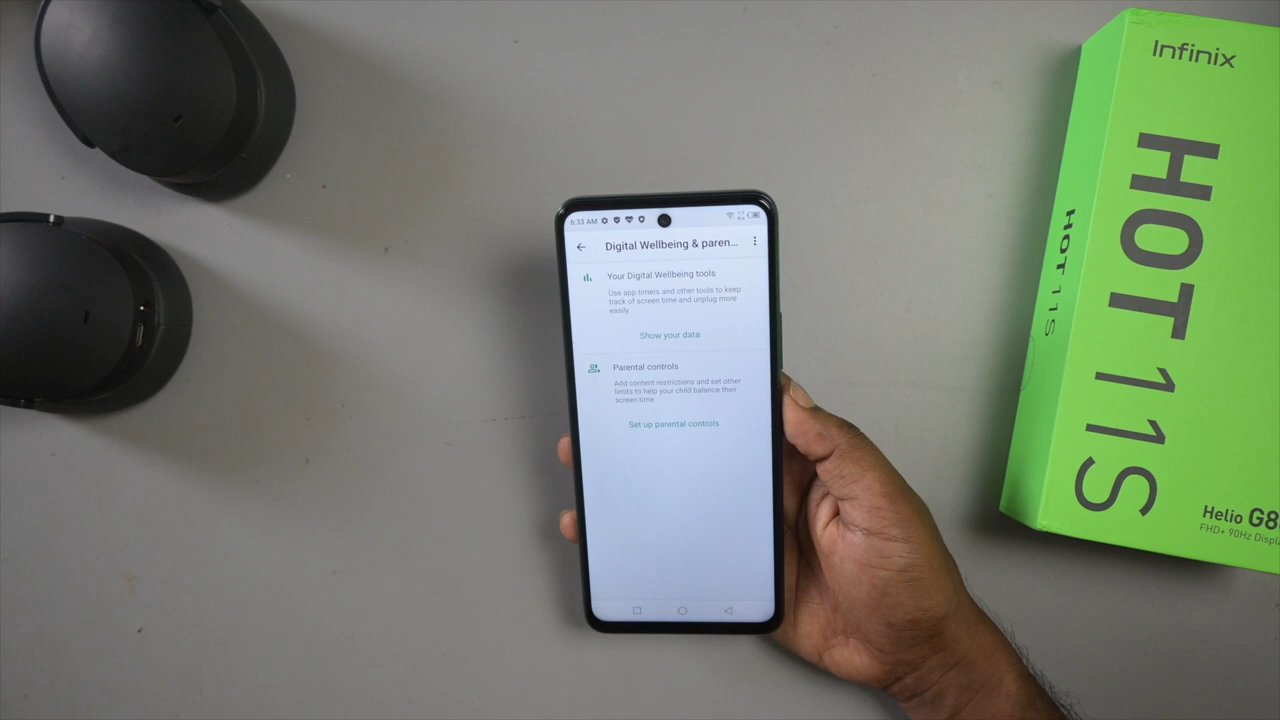 6:33 AM
Digital Wellbeing & paren...
Your Digital Wellbeing tools
Use app timers and other tools to keep
track of screen time and unplug more
easily
Show your data
Parental controls
Add content restrictions and set other
limits to help your child balance their
screen time
Set up parental controls
Infinix
HOT 11S
HOT 11S
Helio G8
FHD+ 90Hz Displ